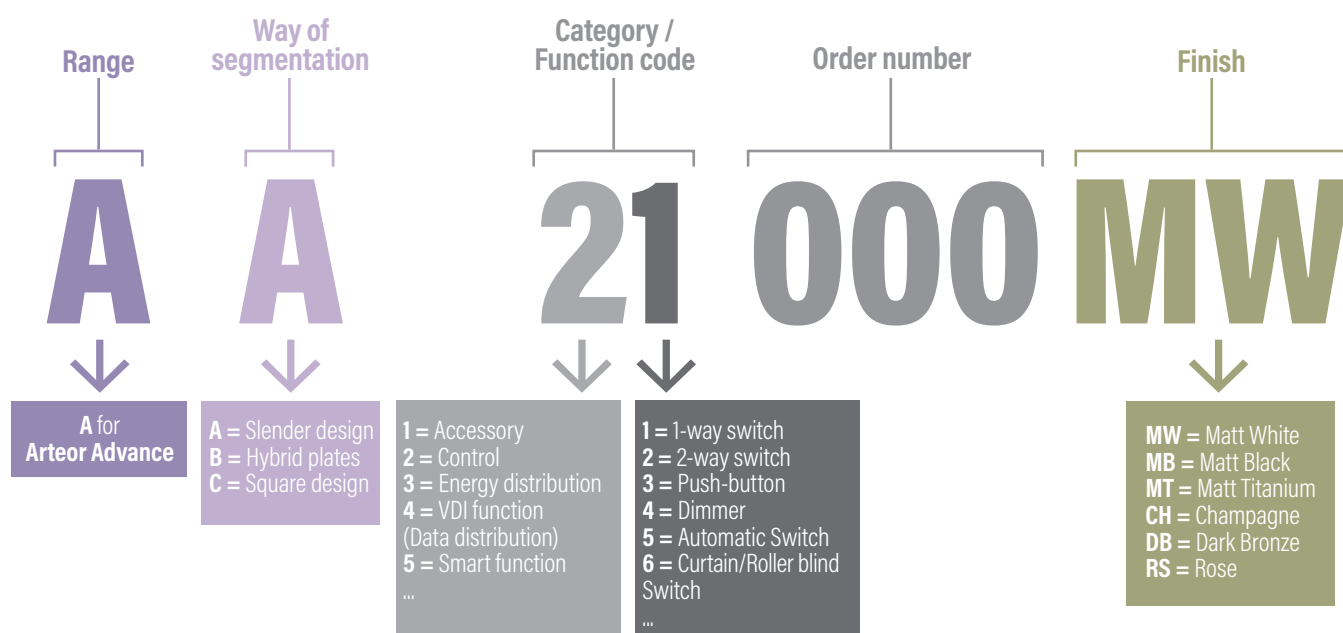 Range
Way of
segmentation
Category /
Function code
Order number
Finish
A
A
21
000
MW
A for
Arteor Advance
A = Slender design
B = Hybrid plates
C = Square design
1 = Accessory
2 = Control
3 = Energy distribution
4 = VDI function
(Data distribution)
5 = Smart function
...
1 = 1-way switch
2 = 2-way switch
3 = Push-button
4 = Dimmer
5 = Automatic Switch
6 = Curtain/Roller blind
Switch
...
MW = Matt White
MB = Matt Black
MT = Matt Titanium
CH = Champagne
DB = Dark Bronze
RS = Rose